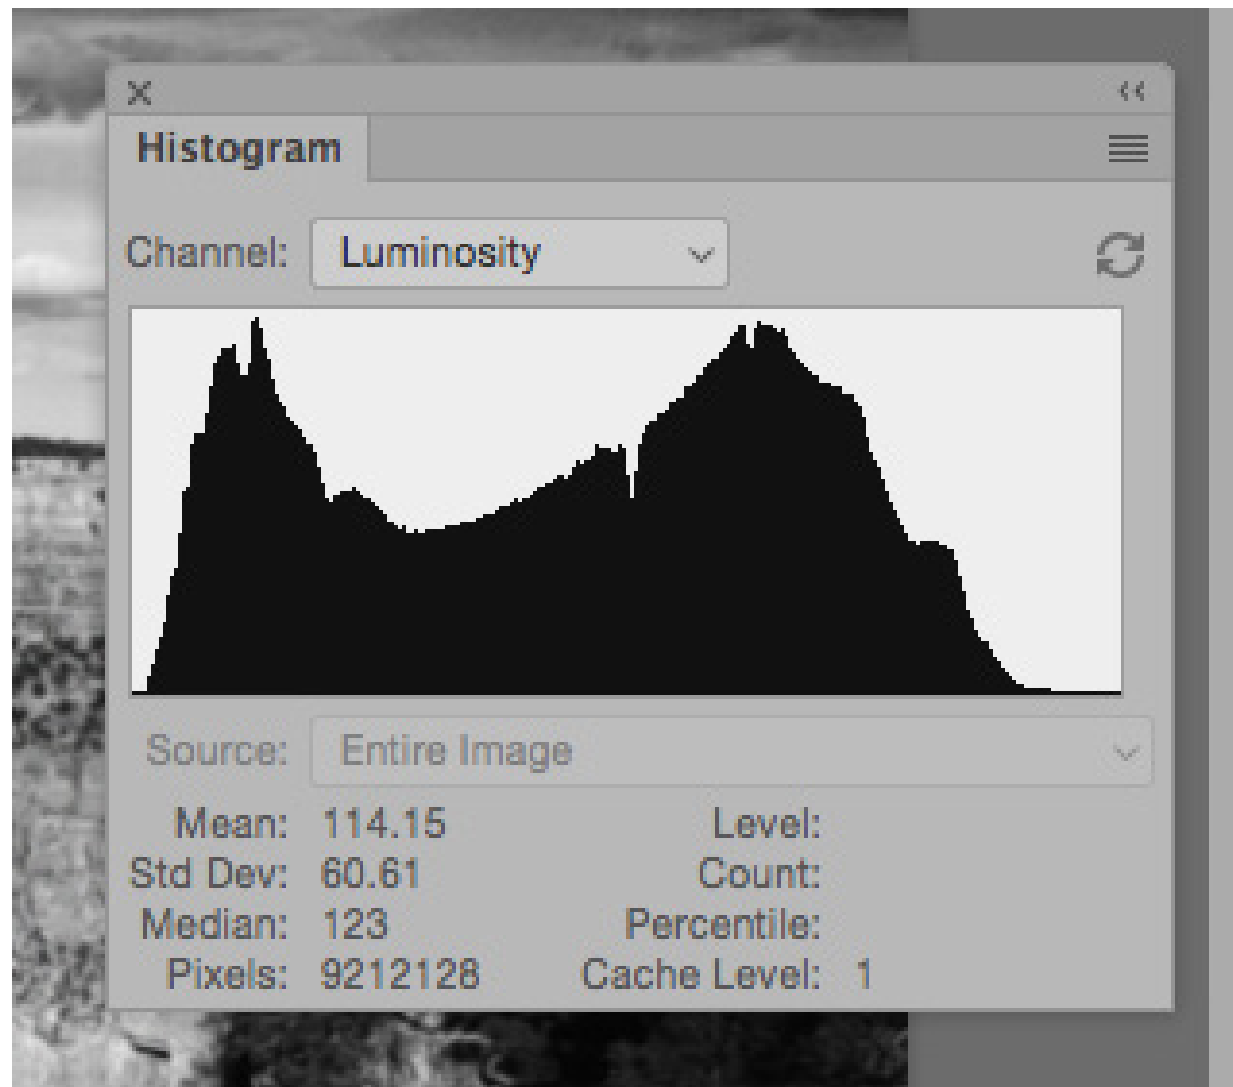 Histogram
Channel: Luminosity
Source: Entire Image
Mean: 114.15 Level:
Std Dev: 60.61 Count:
Median: 123 Percentile:
Pixels: 9212128 Cache Level: 1